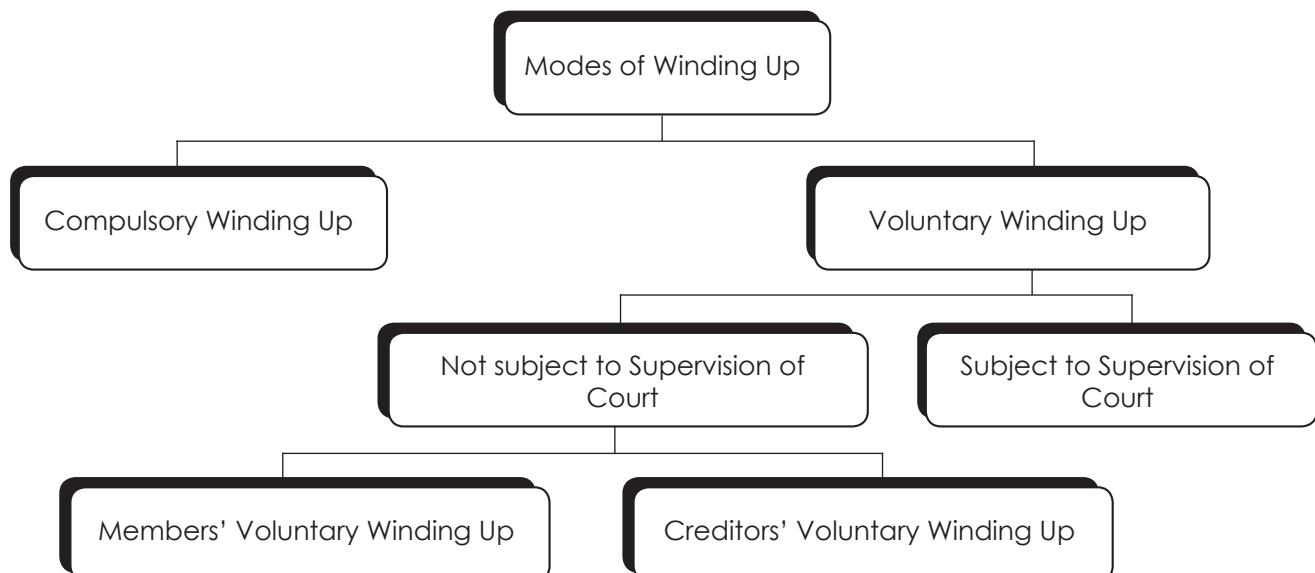 Modes of Winding Up
Compulsory Winding Up
Voluntary Winding Up
Not subject to Supervision of
Court
Subject to Supervision of
Court
Members’ Voluntary Winding Up
Creditors’ Voluntary Winding Up